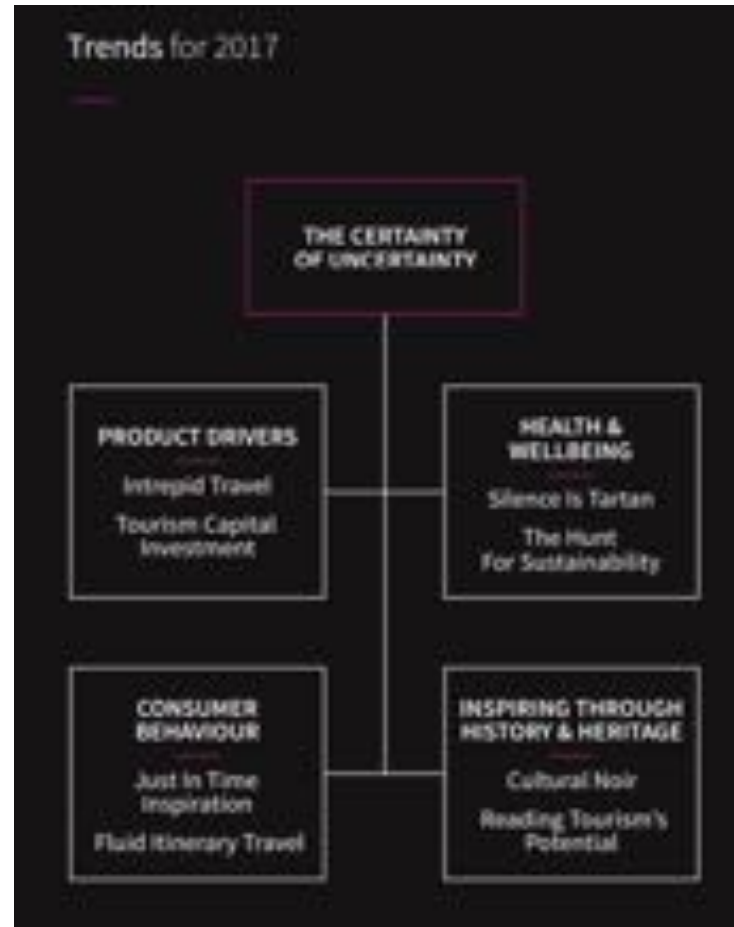 Trends for 2017
THE CERTAINTY
OF UNCERTAINTY
PRODUCT DRIVERS
Intrepid Travel
Tourism Capital
Investment
HEALTH &
WELLBEING
Silence Is Tartan
The Hunt
For Sustainability
CONSUMER
BEHAVIOUR
Just In Time
Inspiration
Fluid Itinerary Travel
INSPIRING THROUGH
HISTORY & HERITAGE
Cultural Noir
Reading Tourism's
Potential